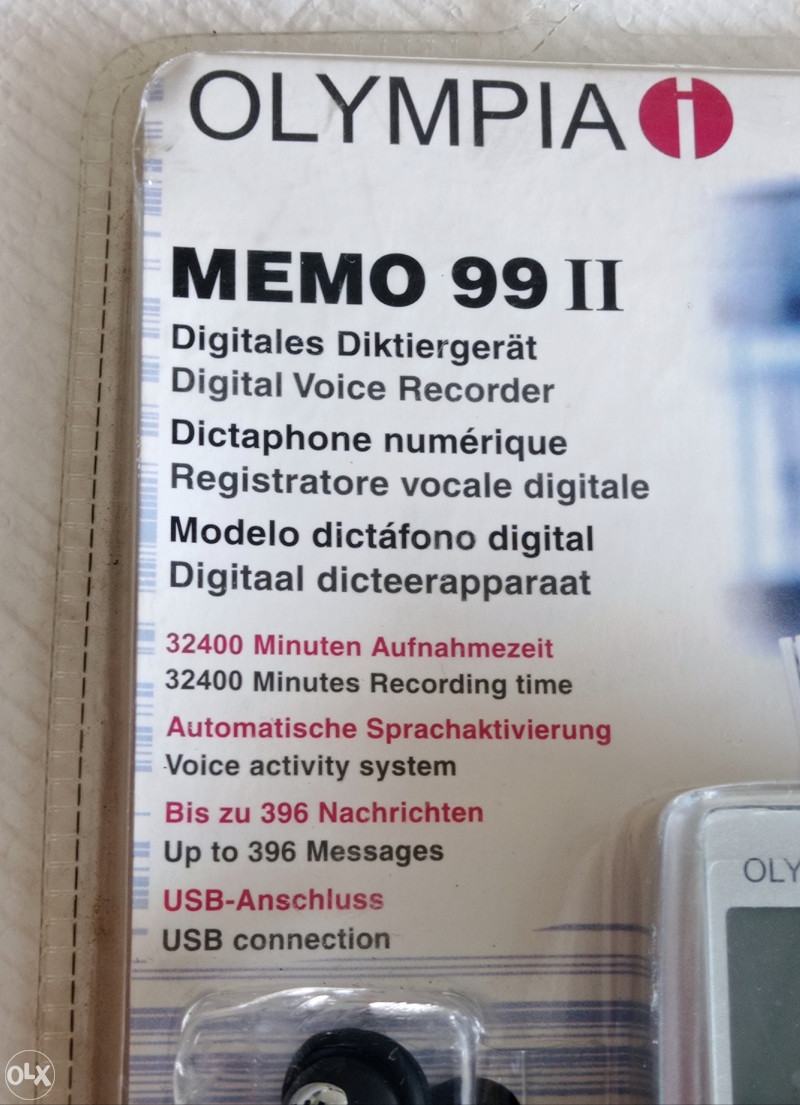 OLYMPIA
MEMO 99 II
Digitales Diktiergerät
Digital Voice Recorder
Dictaphone numérique
Registratore vocale digitale
Modelo dictáfono digital
Digitaal dicteerapparaat
32400 Minuten Aufnahmezeit
32400 Minutes Recording time
Automatische Sprachaktivierung
Voice activity system
Bis zu 396 Nachrichten
Up to 396 Messages
USB-Anschluss
USB connection
OLY
OLX